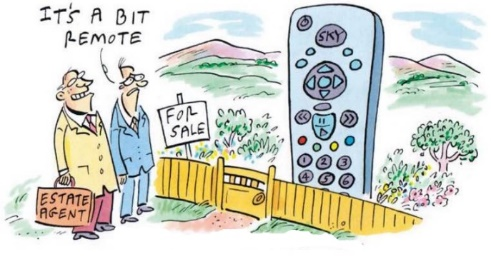 IT'S A BIT
REMOTE
FOR
SALE
ESTATE
AGENT
SKY
1 2 3
4 5 6